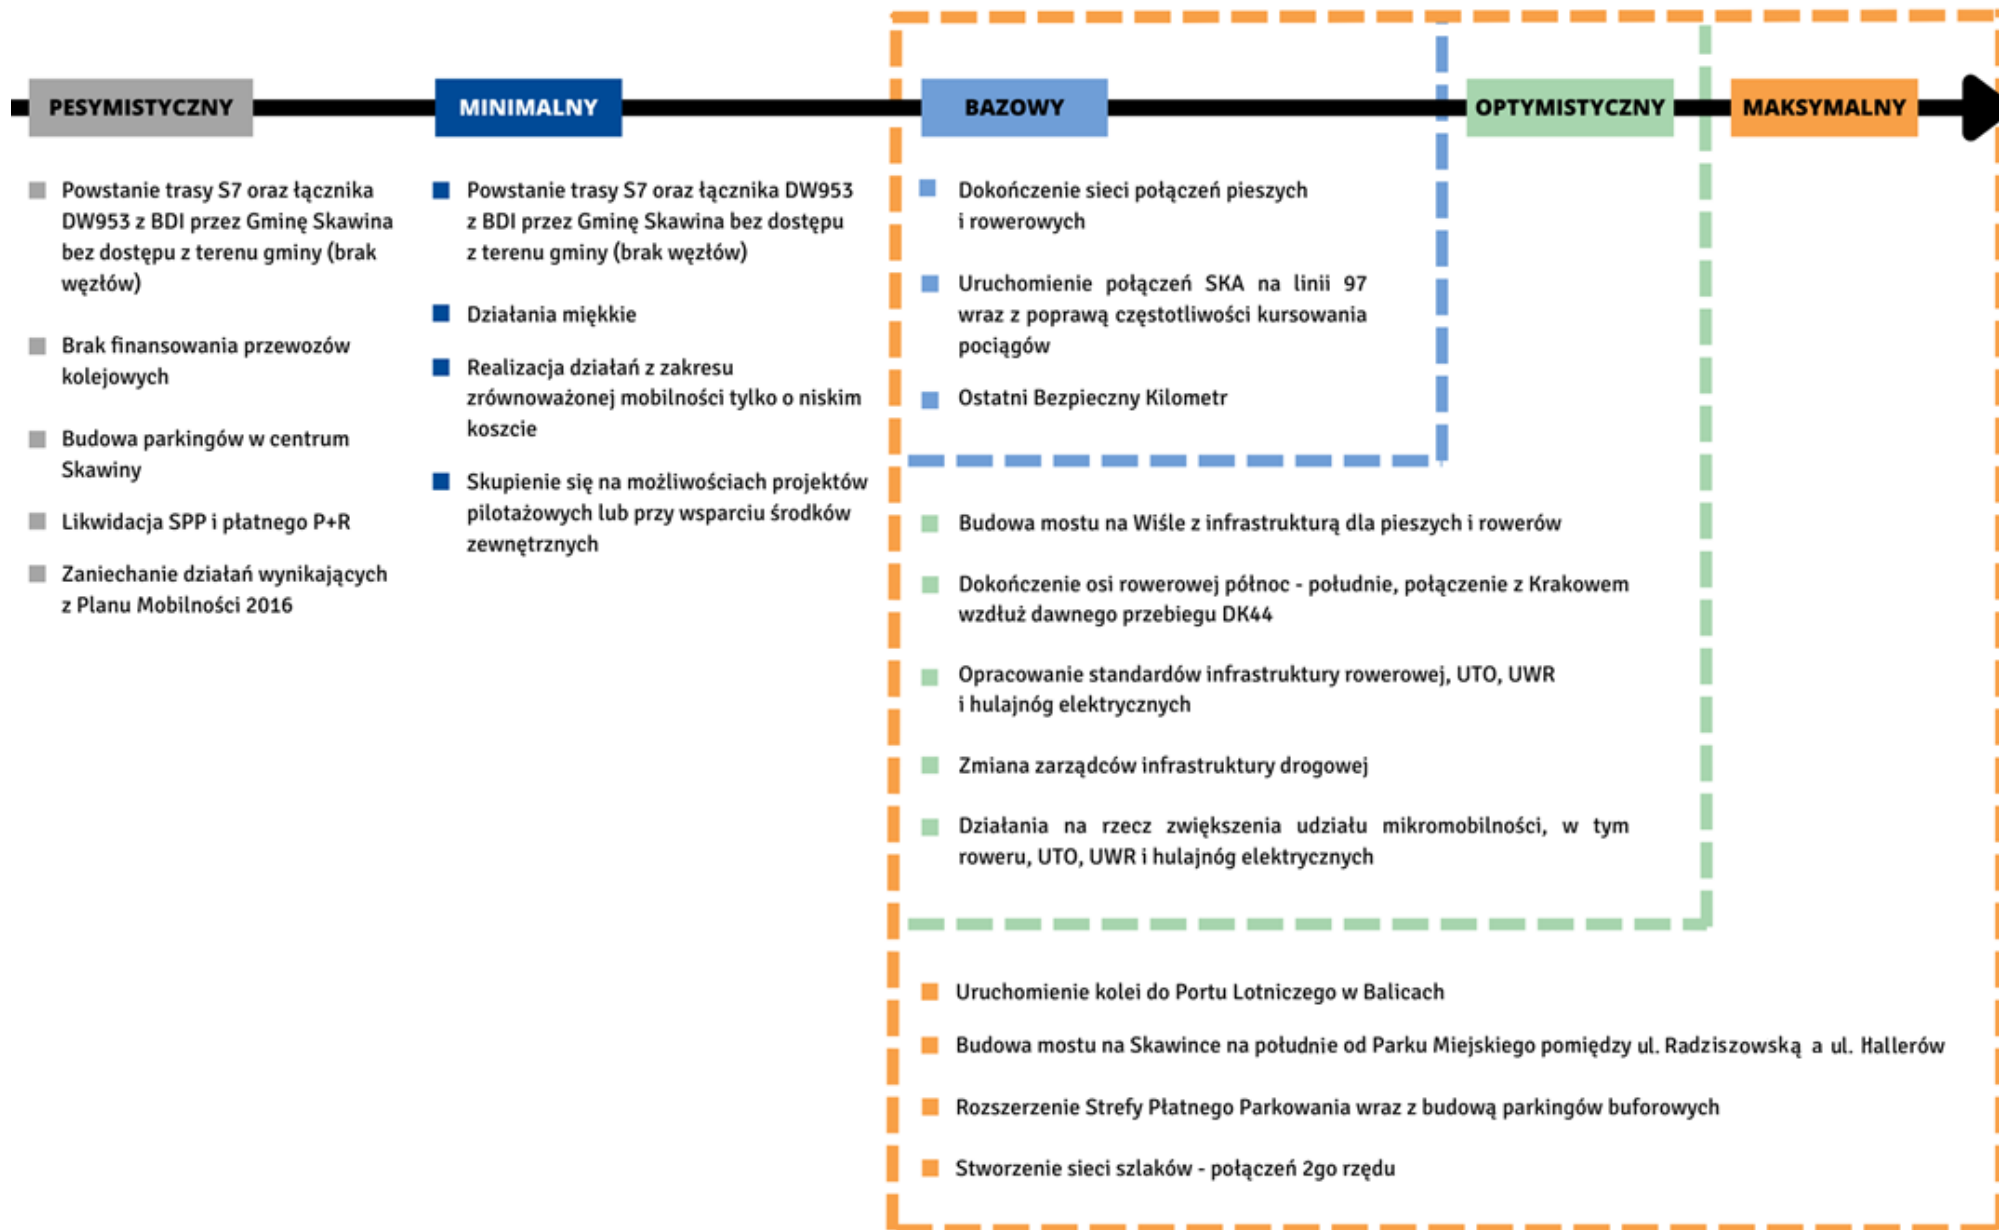 PESYMISTYCZNY
MINIMALNY
BAZOWY
OPTYMISTYCZNY
MAKSYMALNY
Powstanie trasy S7 oraz łącznika
DW953 z BDI przez Gminę Skawina
bez dostępu z terenu gminy (brak
węzłów)
Brak finansowania przewozów
kolejowych
Budowa parkingów w centrum
Skawiny
Likwidacja SPP i płatnego P+R
Zaniechanie działań wynikających
z Planu Mobilności 2016
Powstanie trasy S7 oraz łącznika DW953
z BDI przez Gminę Skawina bez dostępu
z terenu gminy (brak węzłów)
Działania miękkie
Realizacja działań z zakresu
zrównoważonej mobilności tylko o niskim
koszcie
Skupienie się na możliwościach projektów
pilotażowych lub przy wsparciu środków
zewnętrznych
Dokończenie sieci połączeń pieszych
i rowerowych
Uruchomienie połączeń SKA na linii 97
wraz z poprawą częstotliwości kursowania
pociągów
Ostatni Bezpieczny Kilometr
Budowa mostu na Wiśle z infrastrukturą dla pieszych i rowerów
Dokończenie osi rowerowej północ - południe, połączenie z Krakowem
wzdłuż dawnego przebiegu DK44
Opracowanie standardów infrastruktury rowerowej, UTO, UWR
i hulajnóg elektrycznych
Zmiana zarządców infrastruktury drogowej
Działania na rzecz zwiększenia udziału mikromobilności, w tym
roweru, UTO, UWR i hulajnóg elektrycznych
Uruchomienie kolei do Portu Lotniczego w Balicach
Budowa mostu na Skawince na południe od Parku Miejskiego pomiędzy ul. Radziszowską a ul. Hallerów
Rozszerzenie Strefy Płatnego Parkowania wraz z budową parkingów buforowych
Stworzenie sieci szlaków - połączeń 2go rzędu